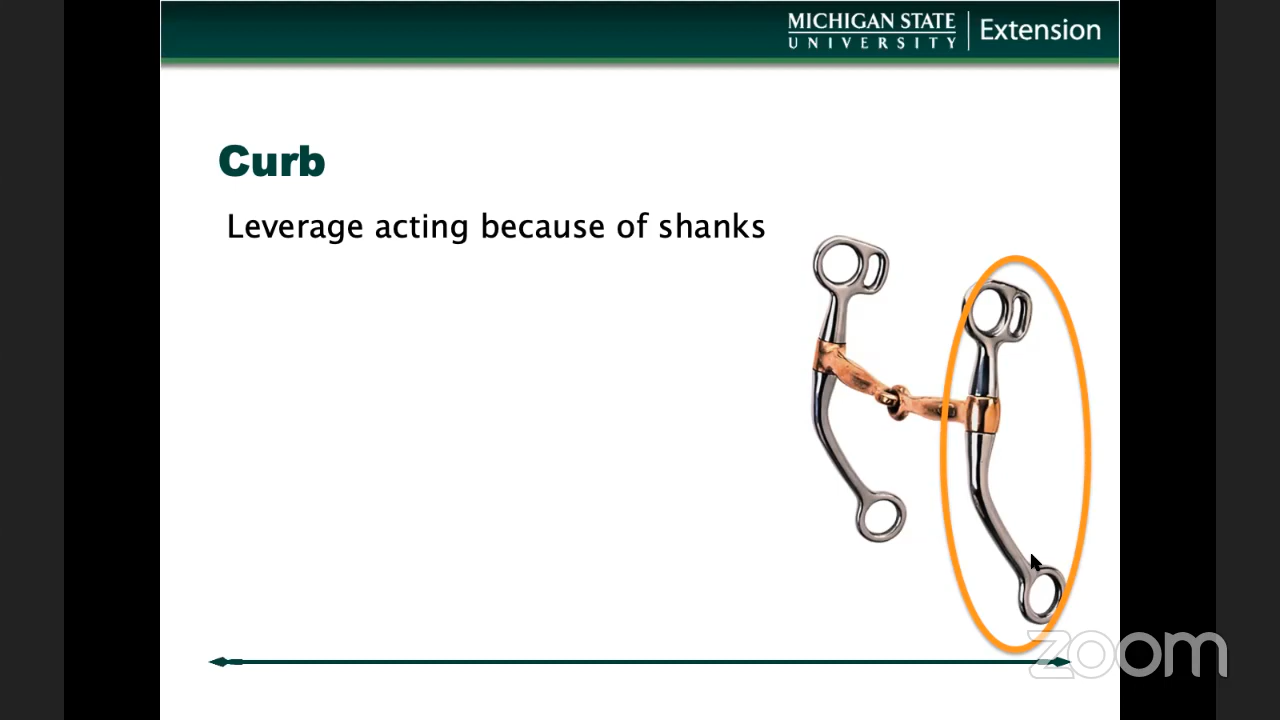 MICHIGAN STATE
UNIVERSITY
Extension
Curb
Leverage acting because of shanks
zoom